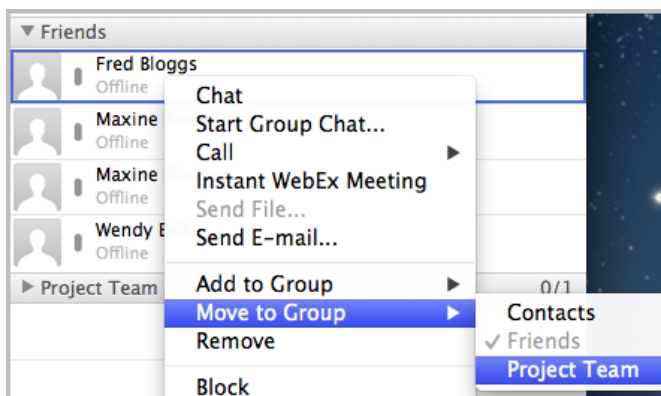 Friends
Fred Bloggs
Offline
Maxine
Offline
Maxine
Offline
Wendy
Offline
Project Team
0/1
Chat
Start Group Chat...
Call
Instant WebEx Meeting
Send File...
Send E-mail...
Add to Group
Move to Group
Remove
Block
Contacts
✓ Friends
Project Team